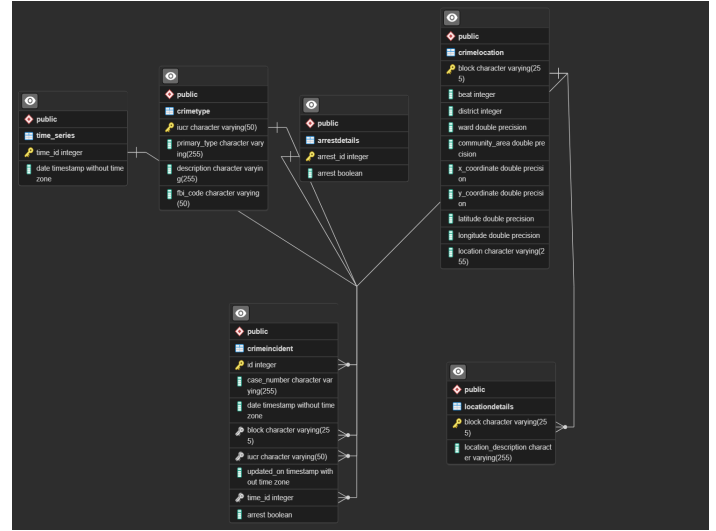 public
time_series
time_id integer
date timestamp without time
zone
public
crimetype
iucr character varying(50)
primary_type character vary
ing(255)
description character varyin
g(255)
fbi_code character varying
(50)
public
arrestdetails
arrest_id integer
arrest boolean
public
crimelocation
block character varying(25
5)
beat integer
district integer
ward double precision
community_area double pre
cision
x_coordinate double precisi
on
y_coordinate double precisi
on
latitude double precision
longitude double precision
location character varying(2
55)
public
crimeincident
id integer
case_number character var
ying(255)
date timestamp without time
zone
block character varying(25
5)
iucr character varying(50)
updated_on timestamp with
out time zone
time_id integer
arrest boolean
public
locationdetails
block character varying(25
5)
location_description charact
er varying(255)